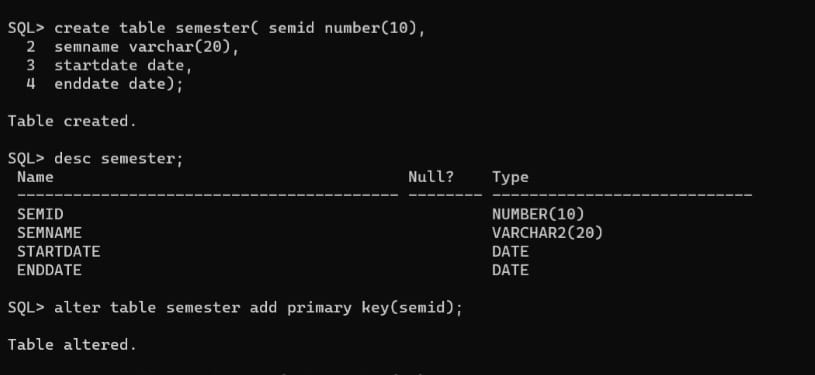 SQL> create table semester( semid number(10),
2 semname varchar(20),
3 startdate date,
4 enddate date);
Table created.
SQL> desc semester;
Name Null? Type
----------------------------------------- -------- ----------------------------
SEMID NUMBER(10)
SEMNAME VARCHAR2(20)
STARTDATE DATE
ENDDATE DATE
SQL> alter table semester add primary key(semid);
Table altered.